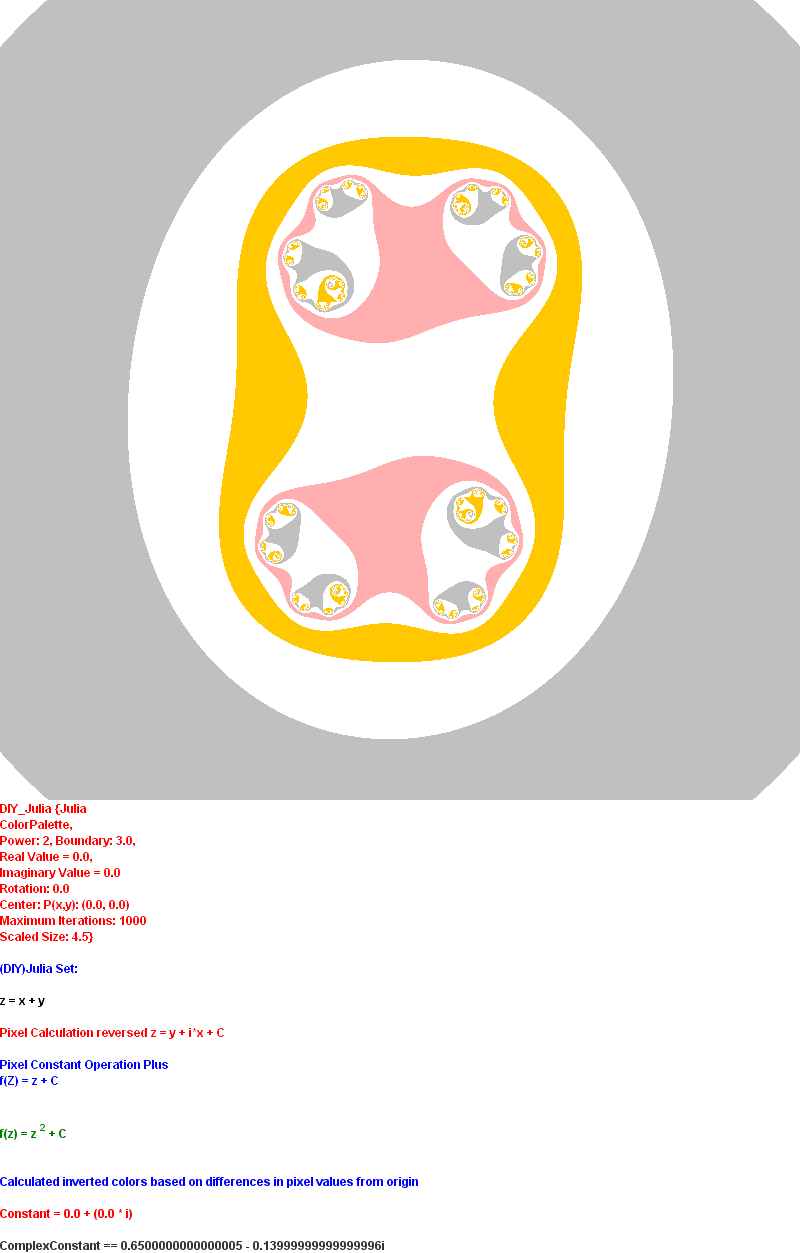 DIY_Julia {Julia
ColorPalette,
Power: 2, Boundary: 3.0,
Real Value = 0.0,
Imaginary Value = 0.0
Rotation: 0.0
Center: P(x,y): (0.0, 0.0)
Maximum Iterations: 1000
Scaled Size: 4.5}
(DIY)Julia Set:
z = x + y
Pixel Calculation reversed z = y + i*x + C
Pixel Constant Operation Plus
f(Z) = z + C
f(z) = z 2 + C
Calculated inverted colors based on differences in pixel values from origin
Constant = 0.0 + (0.0 * i)
ComplexConstant == 0.6500000000000005 - 0.13999999999999996i